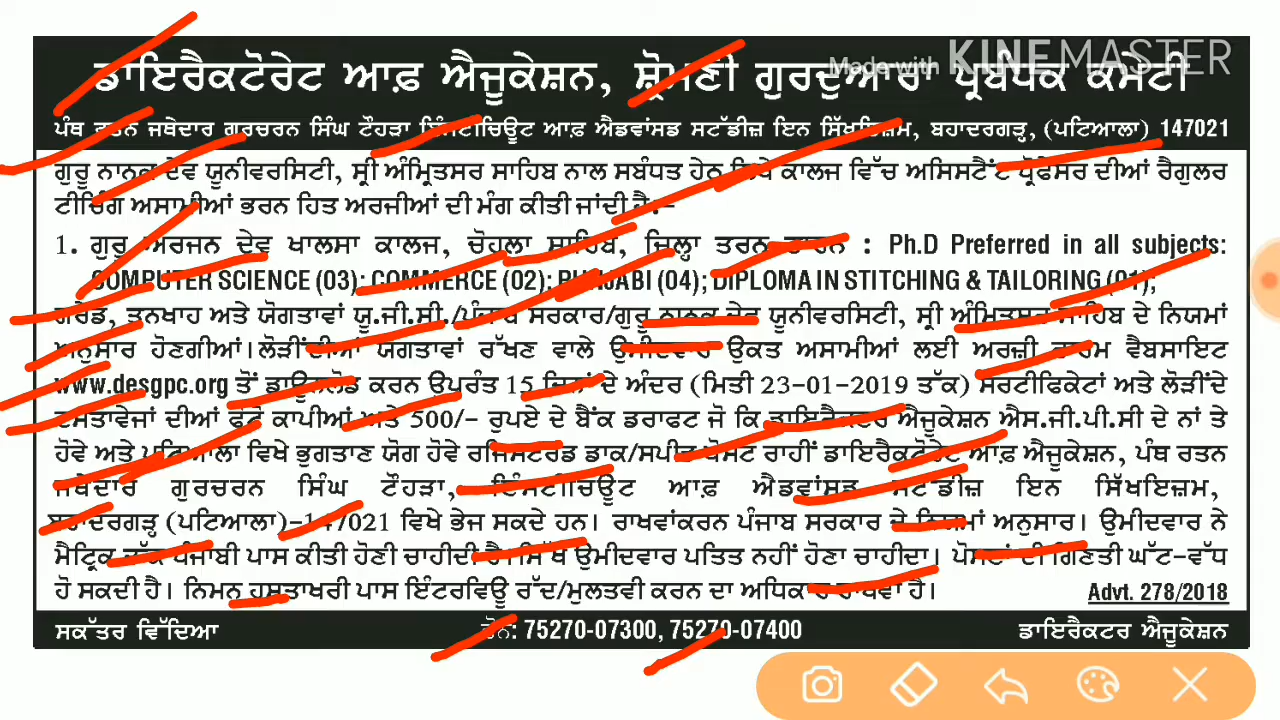 ਡਾਇਰੈਕਟੋਰੇਟ ਆਫ਼ ਐਜੂਕੇਸ਼ਨ, ਸ਼੍ਰੋਮਣੀ ਗੁਰਦੁਆਰਾ ਪ੍ਰਬੰਧਕ ਕਮੇਟੀ
Made with KINEMASTER
ਪੰਥ ਰਤਨ ਜਥੇਦਾਰ ਗੁਰਚਰਨ ਸਿੰਘ ਟੌਹੜਾ ਇੰਸਟੀਚਿਊਟ ਆਫ ਐਡਵਾਂਸਡ ਸਟੱਡੀਜ਼ ਇਨ ਸਿੱਖਇਜ਼ਮ, ਬਹਾਦਰਗੜ੍ਹ, (ਪਟਿਆਲਾ) 147021
ਗੁਰੂ ਨਾਨਕ ਦੇਵ ਯੂਨੀਵਰਸਿਟੀ, ਸ੍ਰੀ ਅੰਮ੍ਰਿਤਸਰ ਸਾਹਿਬ ਨਾਲ ਸਬੰਧਤ ਹੇਠ ਲਿਖੇ ਕਾਲਜ ਵਿੱਚ ਅਸਿਸਟੈਂਟ ਪ੍ਰੋਫੈਸਰ ਦੀਆਂ ਰੈਗੂਲਰ
ਟੀਚਿੰਗ ਅਸਾਮੀਆਂ ਭਰਨ ਹਿਤ ਅਰਜੀਆਂ ਦੀ ਮੰਗ ਕੀਤੀ ਜਾਂਦੀ ਹੈ:-
1. ਗੁਰੂ ਅਰਜਨ ਦੇਵ ਖਾਲਸਾ ਕਾਲਜ, ਚੋਹਲਾ ਸਾਹਿਬ, ਜ਼ਿਲ੍ਹਾ ਤਰਨ ਤਾਰਨ : Ph.D Preferred in all subjects:
COMPUTER SCIENCE (03); COMMERCE (02); PUNJABI (04); DIPLOMA IN STITCHING & TAILORING (01);
ਗਰੇਡ, ਤਨਖਾਹ ਅਤੇ ਯੋਗਤਾਵਾਂ ਯੂ.ਜੀ.ਸੀ./ਪੰਜਾਬ ਸਰਕਾਰ/ਗੁਰੂ ਨਾਨਕ ਦੇਵ ਯੂਨੀਵਰਸਿਟੀ, ਸ੍ਰੀ ਅੰਮ੍ਰਿਤਸਰ ਸਾਹਿਬ ਦੇ ਨਿਯਮਾਂ
ਅਨੁਸਾਰ ਹੋਣਗੀਆਂ। ਲੋੜੀਂਦੀਆਂ ਯੋਗਤਾਵਾਂ ਰੱਖਣ ਵਾਲੇ ਉਮੀਦਵਾਰ ਉਕਤ ਅਸਾਮੀਆਂ ਲਈ ਅਰਜ਼ੀ ਫਾਰਮ ਵੈਬਸਾਇਟ
www.desgpc.org ਤੋਂ ਡਾਊਨਲੋਡ ਕਰਨ ਉਪਰੰਤ 15 ਦਿਨਾਂ ਦੇ ਅੰਦਰ (ਮਿਤੀ 23-01-2019 ਤੱਕ) ਸਰਟੀਫਿਕੇਟਾਂ ਅਤੇ ਲੋੜੀਂਦੇ
ਦਸਤਾਵੇਜਾਂ ਦੀਆਂ ਫੋਟੋ ਕਾਪੀਆਂ ਅਤੇ 500/- ਰੁਪਏ ਦੇ ਬੈਂਕ ਡਰਾਫਟ ਜੋ ਕਿ ਡਾਇਰੈਕਟਰ ਐਜੂਕੇਸ਼ਨ ਐਸ.ਜੀ.ਪੀ.ਸੀ ਦੇ ਨਾਂ ਤੇ
ਹੋਵੇ ਅਤੇ ਪਟਿਆਲਾ ਵਿਖੇ ਭੁਗਤਾਣ ਯੋਗ ਹੋਵੇ ਰਜਿਸਟਰਡ ਡਾਕ/ਸਪੀਡ ਪੋਸਟ ਰਾਹੀਂ ਡਾਇਰੈਕਟੋਰੇਟ ਆਫ਼ ਐਜੂਕੇਸ਼ਨ, ਪੰਥ ਰਤਨ
ਜਥੇਦਾਰ ਗੁਰਚਰਨ ਸਿੰਘ ਟੌਹੜਾ, ਇੰਸਟੀਚਿਊਟ ਆਫ ਐਡਵਾਂਸਡ ਸਟੱਡੀਜ਼ ਇਨ ਸਿੱਖਇਜ਼ਮ,
ਬਹਾਦਰਗੜ੍ਹ (ਪਟਿਆਲਾ)-147021 ਵਿਖੇ ਭੇਜ ਸਕਦੇ ਹਨ। ਰਾਖਵਾਂਕਰਨ ਪੰਜਾਬ ਸਰਕਾਰ ਦੇ ਨਿਯਮਾਂ ਅਨੁਸਾਰ। ਉਮੀਦਵਾਰ ਨੇ
ਮੈਟ੍ਰਿਕ ਤੱਕ ਪੰਜਾਬੀ ਪਾਸ ਕੀਤੀ ਹੋਣੀ ਚਾਹੀਦੀ ਹੈ। ਸਿੱਖ ਉਮੀਦਵਾਰ ਪਤਿਤ ਨਹੀਂ ਹੋਣਾ ਚਾਹੀਦਾ। ਪੋਸਟਾਂ ਦੀ ਗਿਣਤੀ ਘੱਟ-ਵੱਧ
ਹੋ ਸਕਦੀ ਹੈ। ਨਿਮਨ ਹਸਤਾਖਰੀ ਪਾਸ ਇੰਟਰਵਿਊ ਰੱਦ/ਮੁਲਤਵੀ ਕਰਨ ਦਾ ਅਧਿਕਾਰ ਰਾਖਵਾਂ ਹੈ। Advt. 278/2018
ਸਕੱਤਰ ਵਿੱਦਿਆ ਫੋਨ: 75270-07300, 75270-07400 ਡਾਇਰੈਕਟਰ ਐਜੂਕੇਸ਼ਨ